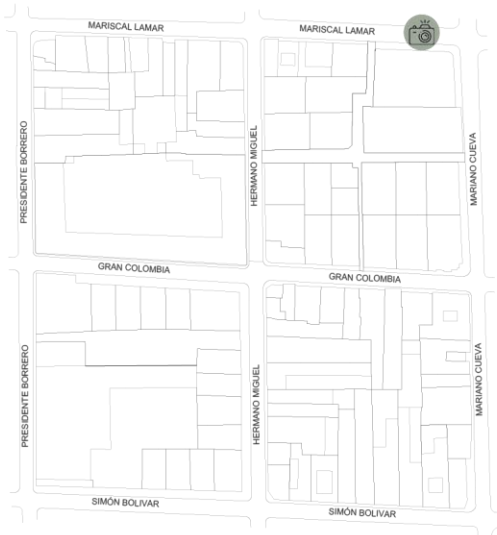 MARISCAL LAMAR
MARISCAL LAMAR
PRESIDENTE BORRERO
HERMANO MIGUEL
MARIANO CUEVA
GRAN COLOMBIA
GRAN COLOMBIA
PRESIDENTE BORRERO
HERMANO MIGUEL
MARIANO CUEVA
SIMÓN BOLIVAR
SIMÓN BOLIVAR